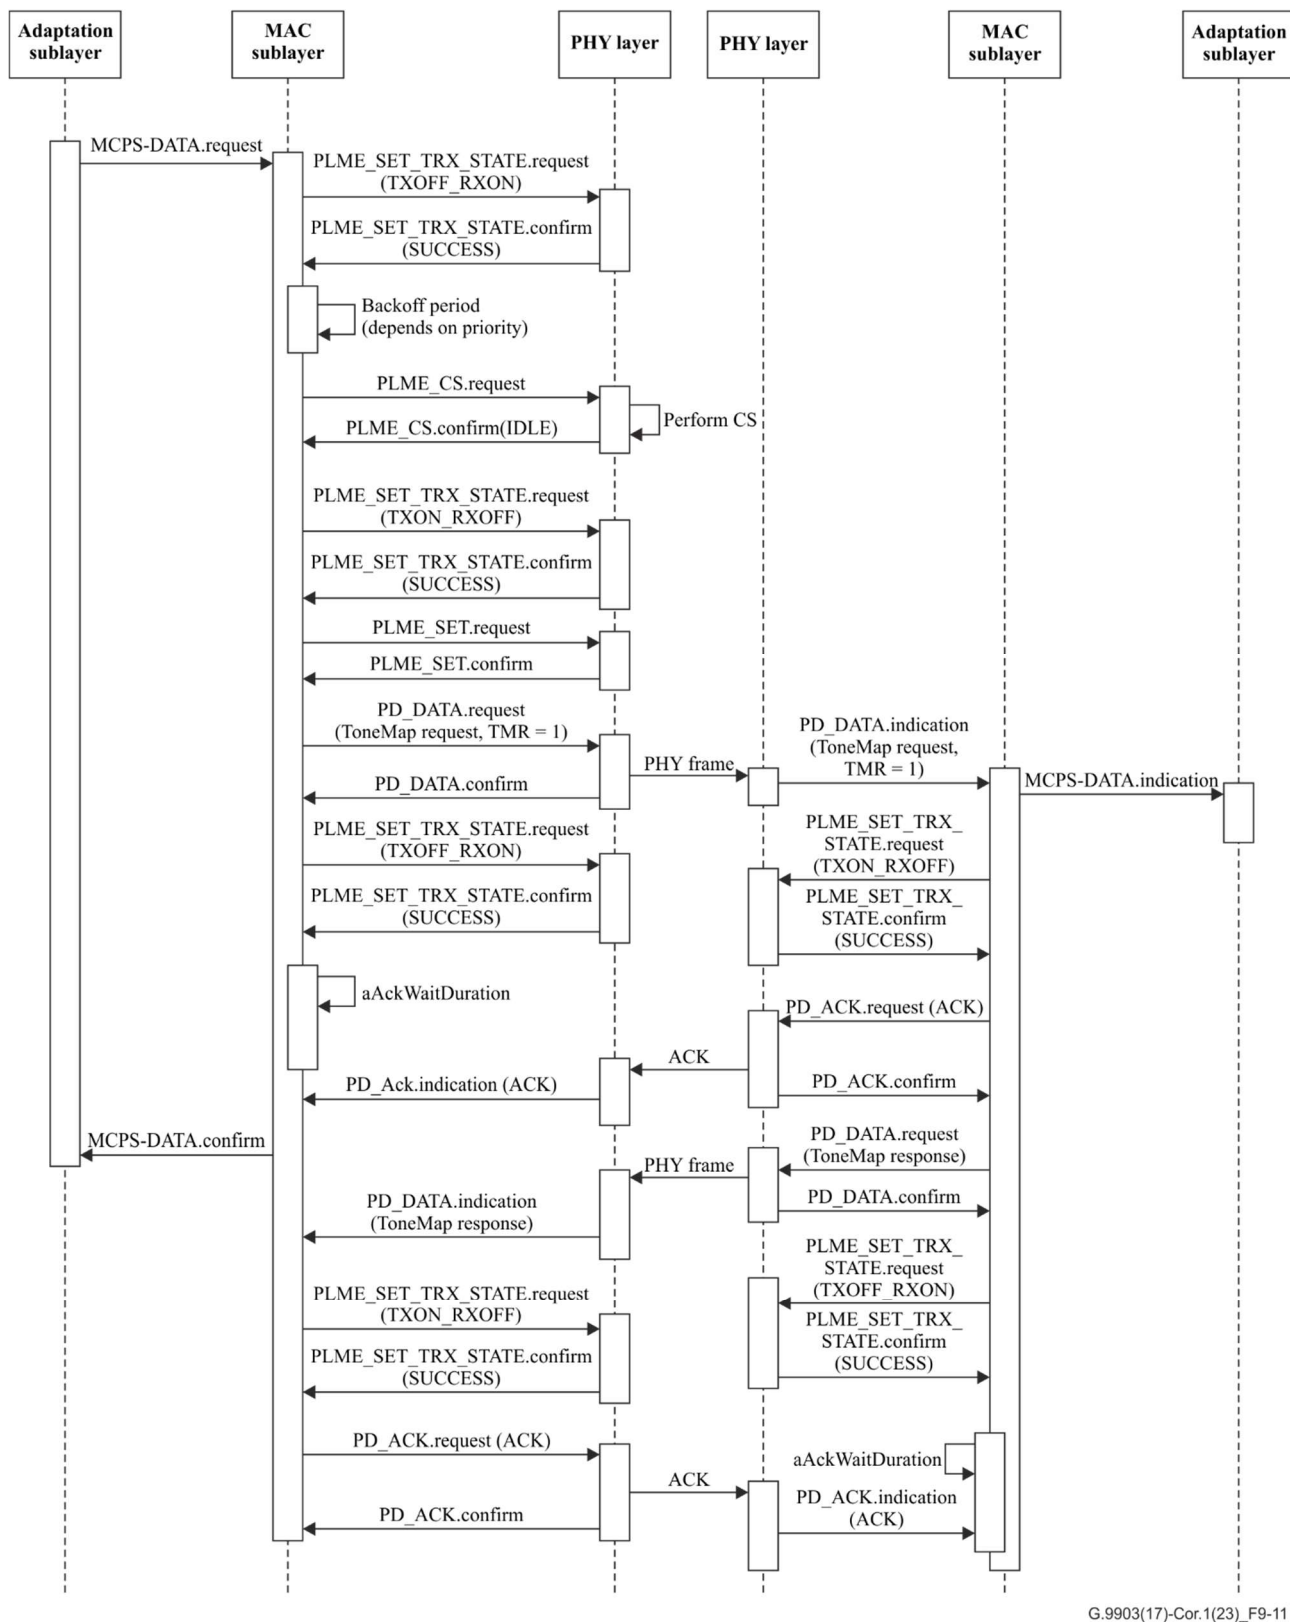 Adaptation
sublayer
MAC
sublayer
PHY layer
PHY layer
MAC
sublayer
Adaptation
sublayer
MCPS-DATA.request
PLME_SET_TRX_STATE.request
(TXOFF_RXON)
PLME_SET_TRX_STATE.confirm
(SUCCESS)
Backoff period
(depends on priority)
PLME_CS.request
Perform CS
PLME_CS.confirm(IDLE)
PLME_SET_TRX_STATE.request
(TXON_RXOFF)
PLME_SET_TRX_STATE.confirm
(SUCCESS)
PLME_SET.request
PLME_SET.confirm
PD_DATA.request
(ToneMap request, TMR = 1)
PHY frame
PD_DATA.indication
(ToneMap request,
TMR = 1)
MCPS-DATA.indication
PD_DATA.confirm
PLME_SET_TRX_STATE.request
(TXOFF_RXON)
PLME_SET_TRX_
STATE.request
(TXON_RXOFF)
PLME_SET_TRX_STATE.confirm
(SUCCESS)
PLME_SET_TRX_
STATE.confirm
(SUCCESS)
aAckWaitDuration
PD_ACK.request (ACK)
ACK
PD_Ack.indication (ACK)
PD_ACK.confirm
MCPS-DATA.confirm
PD_DATA.request
(ToneMap response)
PHY frame
PD_DATA.confirm
PD_DATA.indication
(ToneMap response)
PLME_SET_TRX_
STATE.request
(TXOFF_RXON)
PLME_SET_TRX_STATE.request
(TXON_RXOFF)
PLME_SET_TRX_
STATE.confirm
(SUCCESS)
PLME_SET_TRX_STATE.confirm
(SUCCESS)
PD_ACK.request (ACK)
aAckWaitDuration
ACK
PD_ACK.indication
(ACK)
PD_ACK.confirm
G.9903(17)-Cor.1(23)_F9-11